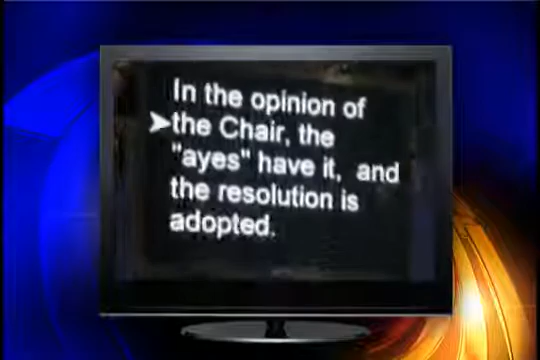 In the opinion of
the Chair, the
"ayes" have it, and
the resolution is
adopted.